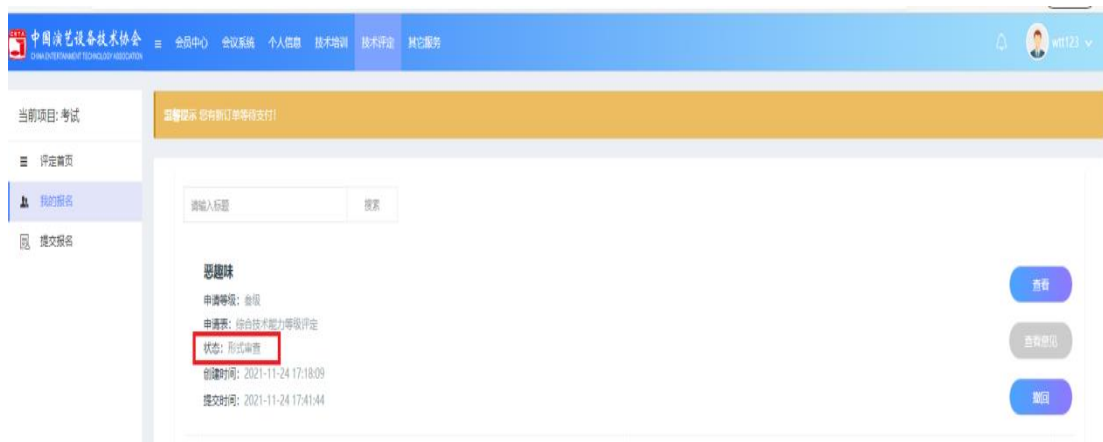 中国演艺设备技术协会
CHINA ENTERTAINMENT TECHNOLOGY ASSOCIATION
会员中心 会议系统 个人信息 技术培训 技术评定 其它服务
wtt123
当前项目: 考试
温馨提示 您有新订单等待支付!
评定首页
我的报名
提交报名
请输入标题
搜索
恶趣味
申请等级: 叁级
申请表: 综合技术能力等级评定
状态: 形式审查
创建时间: 2021-11-24 17:18:09
提交时间: 2021-11-24 17:41:44
查看
查看意见
撤回